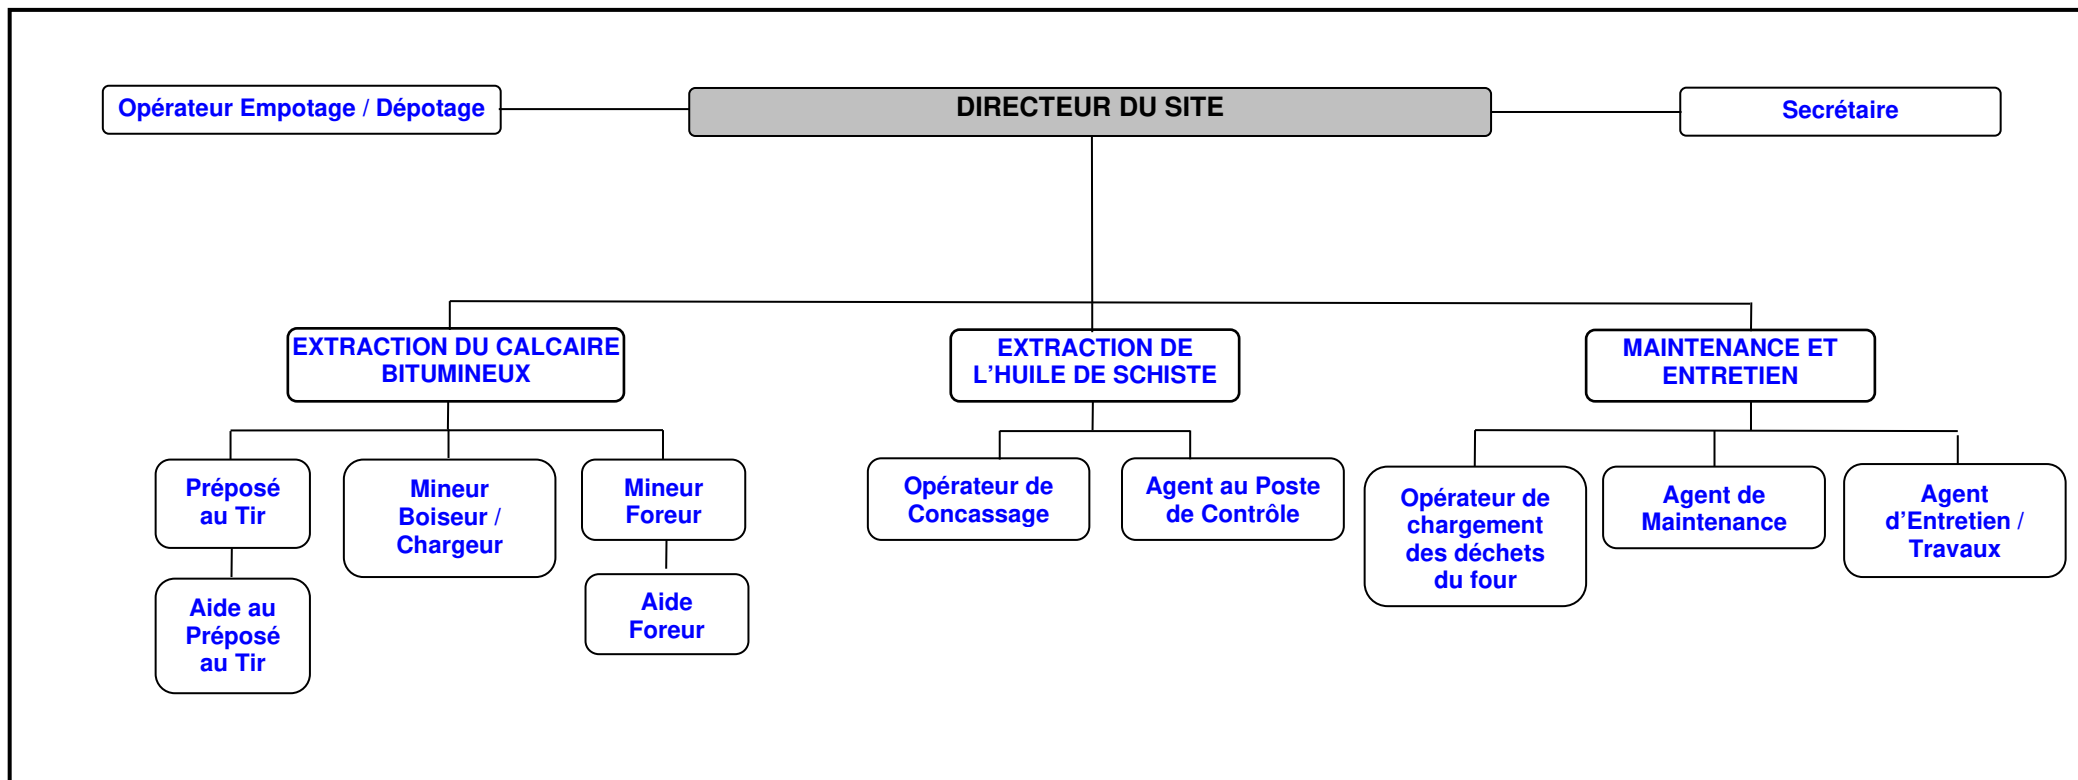 Opérateur Empotage / Dépotage
DIRECTEUR DU SITE
Secrétaire
EXTRACTION DU CALCAIRE
BITUMINEUX
EXTRACTION DE
L’HUILE DE SCHISTE
MAINTENANCE ET
ENTRETIEN
Préposé
au Tir
Mineur
Boiseur /
Chargeur
Mineur
Foreur
Opérateur de
Concassage
Agent au Poste
de Contrôle
Opérateur de
chargement
des déchets
du four
Agent de
Maintenance
Agent
d’Entretien /
Travaux
Aide au
Préposé
au Tir
Aide
Foreur